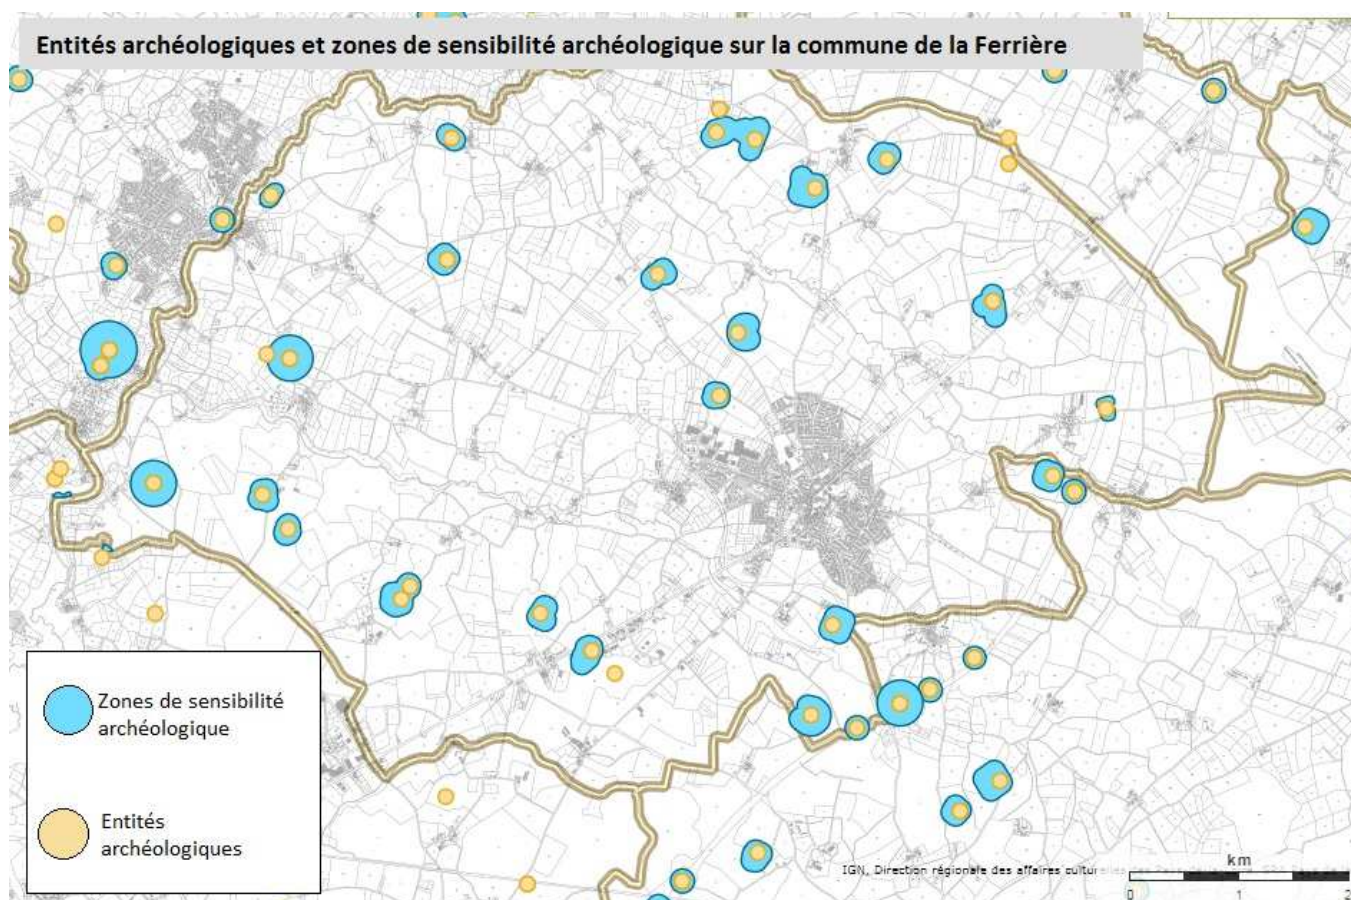 Entités archéologiques et zones de sensibilité archéologique sur la commune de la Ferrière
Zones de sensibilité
archéologique
Entités
archéologiques
km
IGN, Direction régionale des affaires culturelles
0 1 2